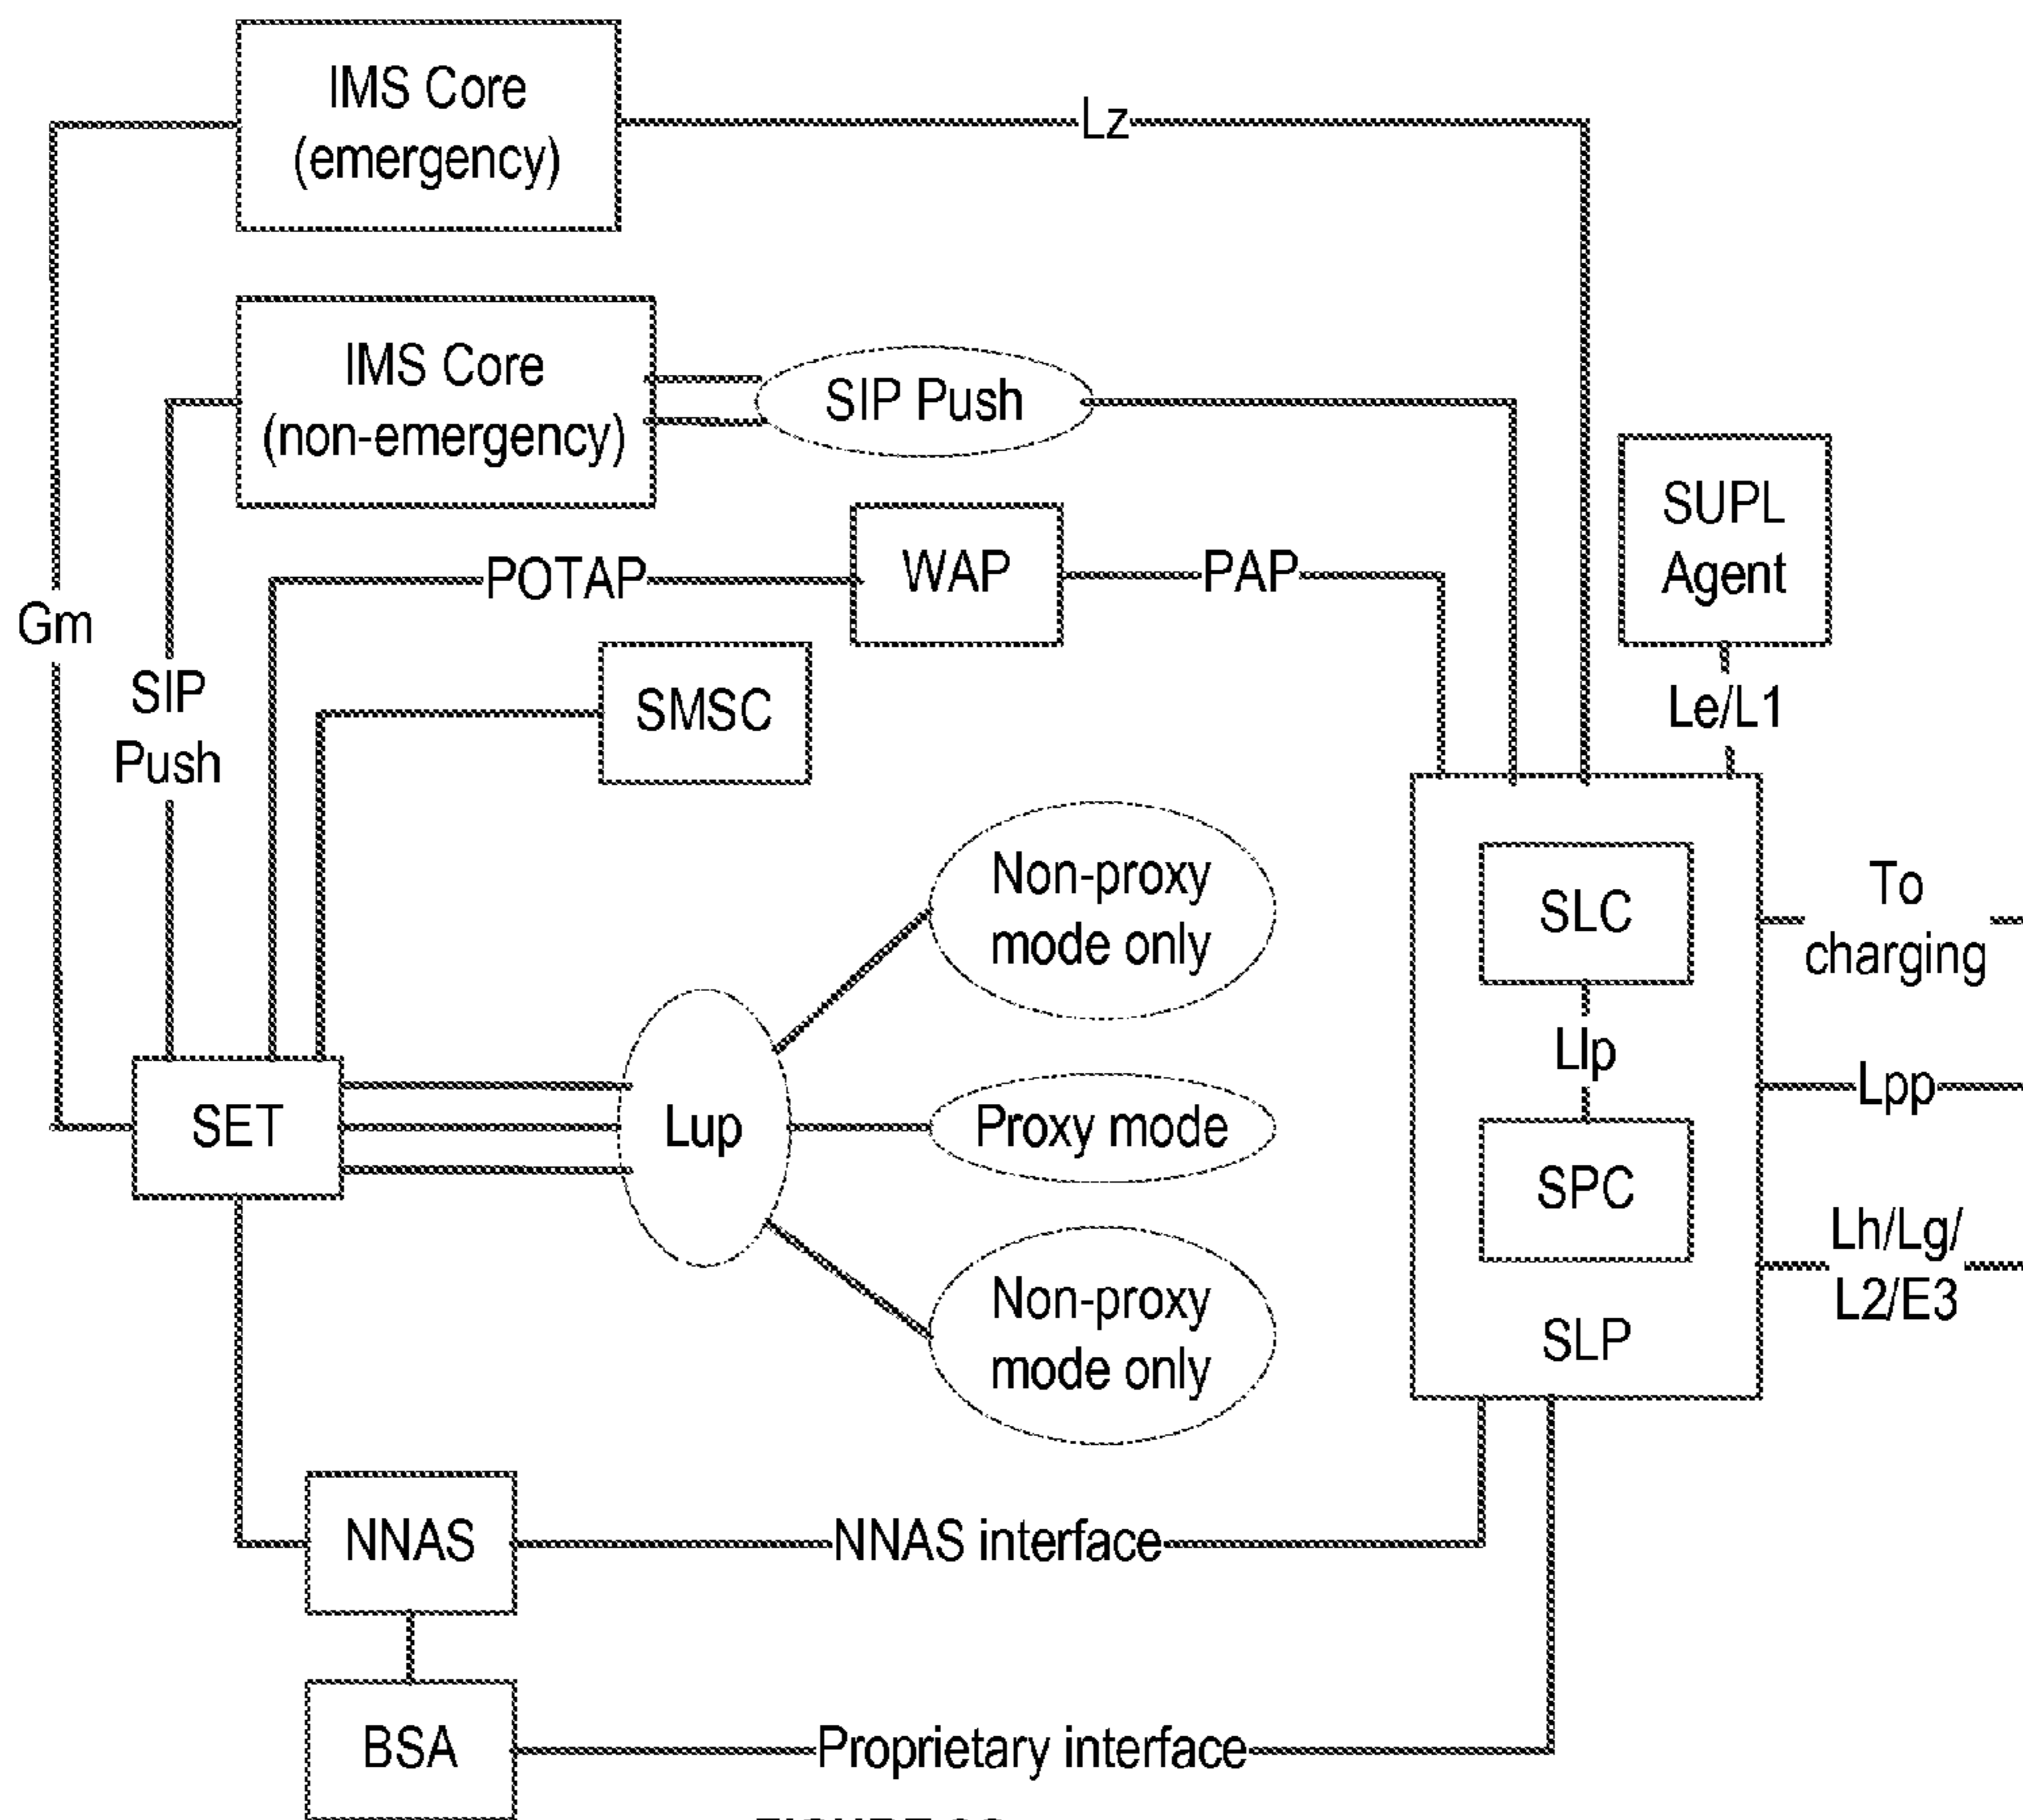 IMS Core
(emergency)
Lz
IMS Core
(non-emergency)
SIP Push
SUPL
Agent
POTAP
WAP
PAP
Gm
SIP
Push
SMSC
Le/L1
Non-proxy
mode only
SLC
To
charging
Llp
Lpp
SET
Lup
Proxy mode
SPC
Lh/Lg/
L2/E3
Non-proxy
mode only
SLP
NNAS
NNAS interface
BSA
Proprietary interface